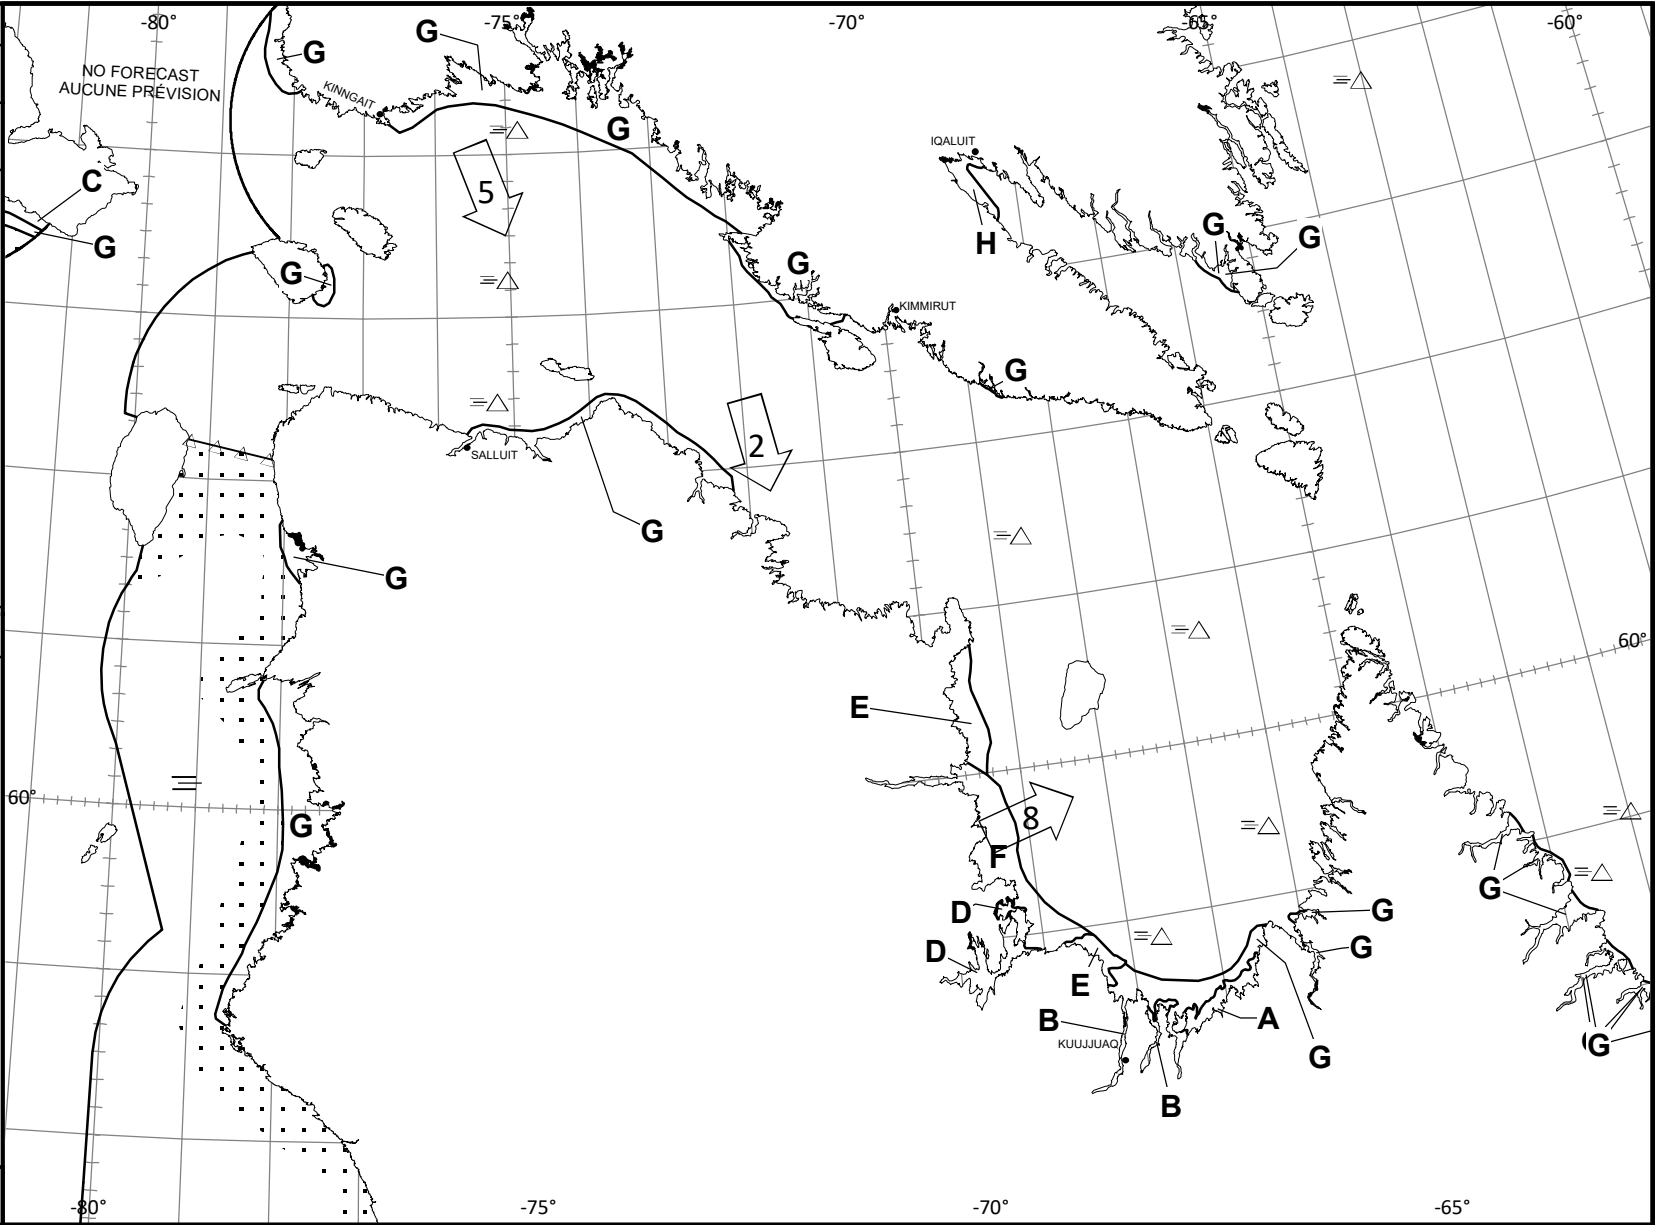 -80°
-75°
-70°
-65°
-60°
G
G
NO FORECAST
AUCUNE PRÉVISION
KINNGAIT
G
IQALUIT
C
5
G
G
G
H
G
G
G
KIMMIRUT
G
2
SALLUIT
G
G
60°
E
60°
G
8
F
G
D
G
D
G
E
B
A
KUUJJUAQ
G
G
B
-80°
-75°
-70°
-65°